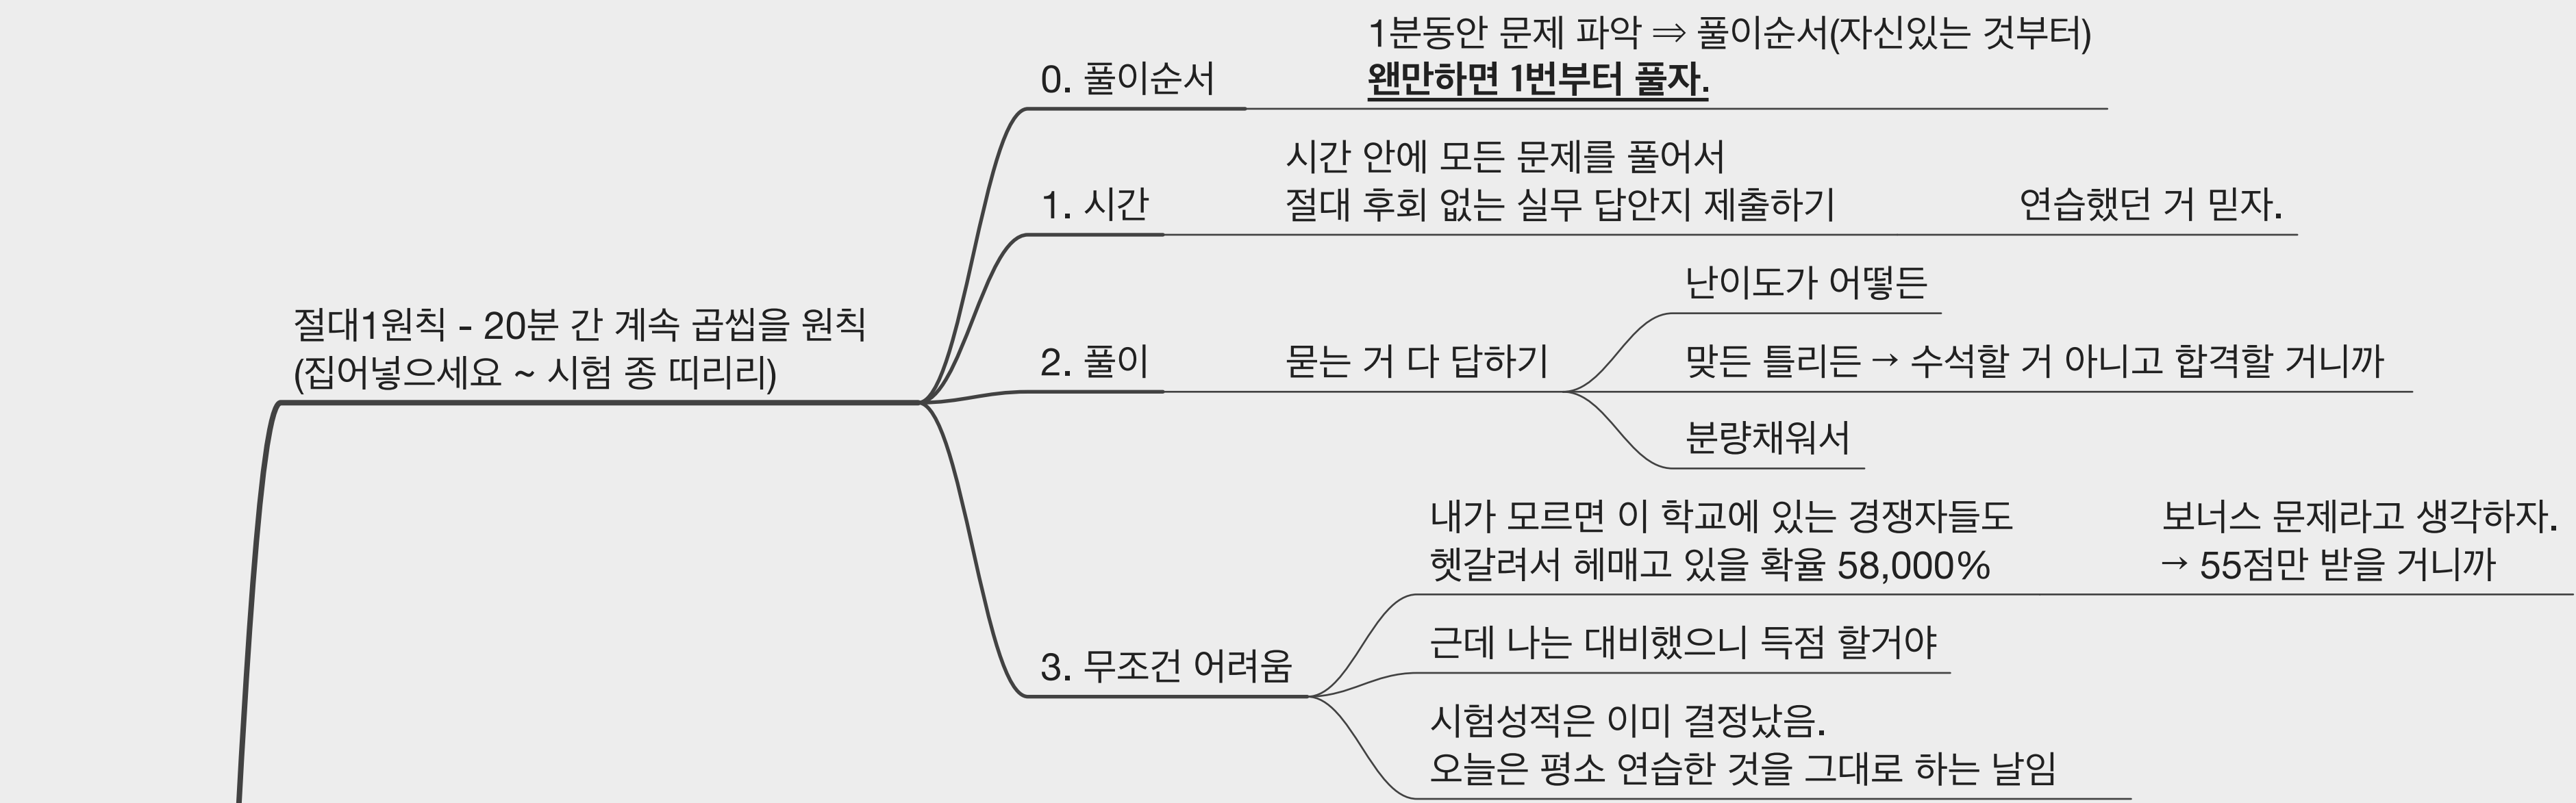 0. 풀이순서
1분동안 문제 파악 ⇒ 풀이순서(자신있는 것부터)
왠만하면 1번부터 풀자.
1. 시간
시간 안에 모든 문제를 풀어서
절대 후회 없는 실무 답안지 제출하기
연습했던 거 믿자.
절대1원칙 - 20분 간 계속 곱씹을 원칙
(집어넣으세요 ~ 시험 종 띠리리)
2. 풀이
묻는 거 다 답하기
난이도가 어떻든
맞든 틀리든 → 수석할 거 아니고 합격할 거니까
분량채워서
3. 무조건 어려움
내가 모르면 이 학교에 있는 경쟁자들도
헷갈려서 헤매고 있을 확율 58,000%
보너스 문제라고 생각하자.
→ 55점만 받을 거니까
근데 나는 대비했으니 득점 할거야
시험성적은 이미 결정났음.
오늘은 평소 연습한 것을 그대로 하는 날임